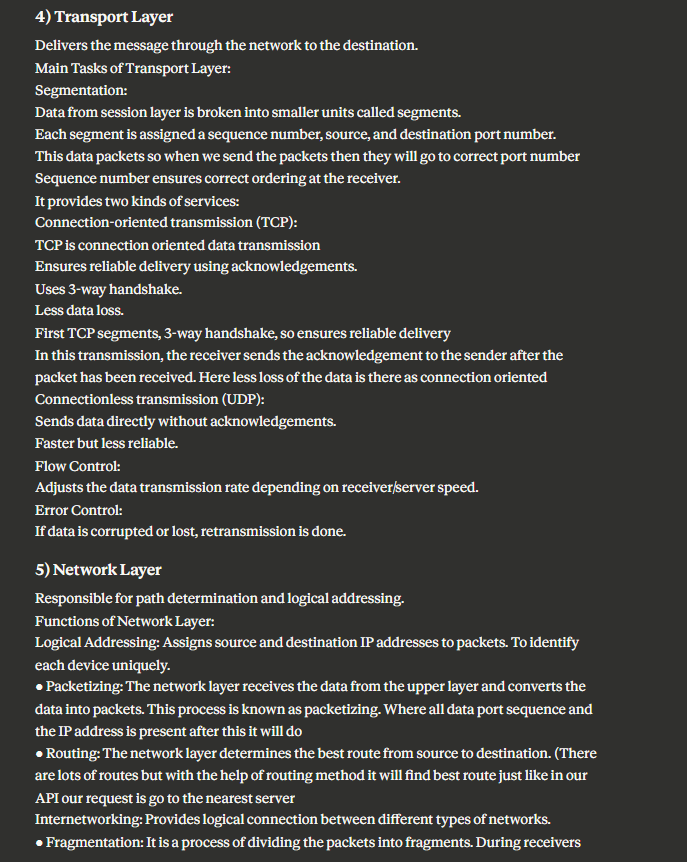 4) Transport Layer
Delivers the message through the network to the destination.
Main Tasks of Transport Layer:
Segmentation:
Data from session layer is broken into smaller units called segments.
Each segment is assigned a sequence number, source, and destination port number.
This data packets so when we send the packets then they will go to correct port number
Sequence number ensures correct ordering at the receiver.
It provides two kinds of services:
Connection-oriented transmission (TCP):
TCP is connection oriented data transmission
Ensures reliable delivery using acknowledgements.
Uses 3-way handshake.
Less data loss.
First TCP segments, 3-way handshake, so ensures reliable delivery
In this transmission, the receiver sends the acknowledgement to the sender after the
packet has been received. Here less loss of the data is there as connection oriented
Connectionless transmission (UDP):
Sends data directly without acknowledgements.
Faster but less reliable.
Flow Control:
Adjusts the data transmission rate depending on receiver/server speed.
Error Control:
If data is corrupted or lost, retransmission is done.
5) Network Layer
Responsible for path determination and logical addressing.
Functions of Network Layer:
Logical Addressing: Assigns source and destination IP addresses to packets. To identify
each device uniquely.
● Packetizing: The network layer receives the data from the upper layer and converts the
data into packets. This process is known as packetizing. Where all data port sequence and
the IP address is present after this it will do
● Routing: The network layer determines the best route from source to destination. (There
are lots of routes but with the help of routing method it will find best route just like in our
API our request is go to the nearest server
Internetworking: Provides logical connection between different types of networks.
● Fragmentation: It is a process of dividing the packets into fragments. During receivers